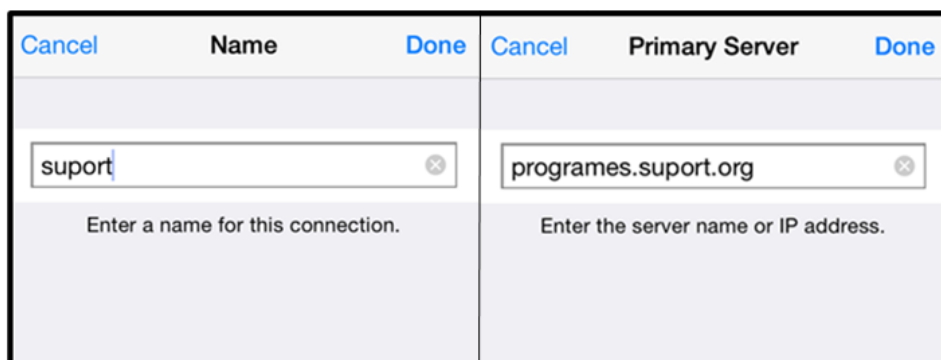 Cancel Name Done
suport
Enter a name for this connection.
Cancel Primary Server Done
programes.suport.org
Enter the server name or IP address.